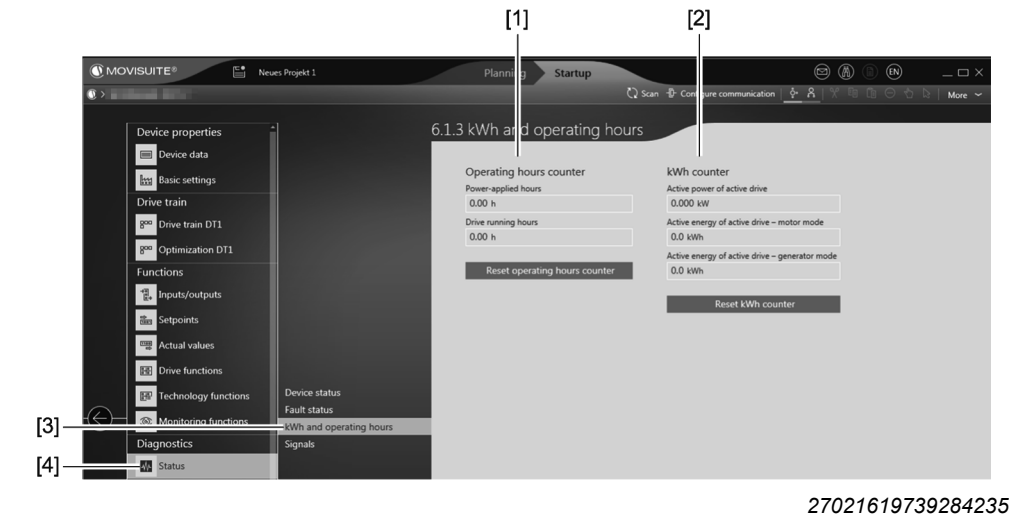 [1] [2]
MOVISUITE® Neues Projekt 1 Planning Startup EN
Scan Configure communication More
6.1.3 kWh and operating hours
Device properties
Device data
Basic settings
Drive train
Drive train DT1
Optimization DT1
Functions
Inputs/outputs
Setpoints
Actual values
Drive functions
Technology functions
Monitoring functions
Diagnostics
Status
Device status
Fault status
kWh and operating hours
Signals
Operating hours counter
Power-applied hours
0.00 h
Drive running hours
0.00 h
Reset operating hours counter
kWh counter
Active power of active drive
0.000 kW
Active energy of active drive – motor mode
0.0 kWh
Active energy of active drive – generator mode
0.0 kWh
Reset kWh counter
[3]
[4]
27021619739284235